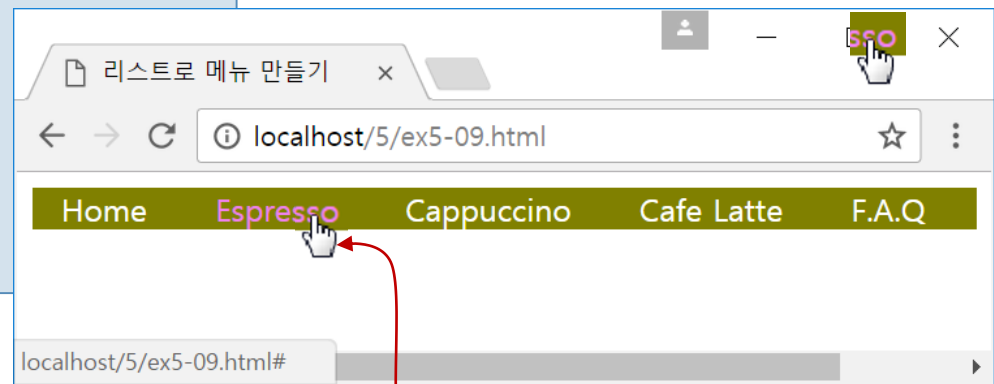 sso
리스트로 메뉴 만들기
localhost/5/ex5-09.html
Home Espresso Cappuccino Cafe Latte F.A.Q
localhost/5/ex5-09.html#